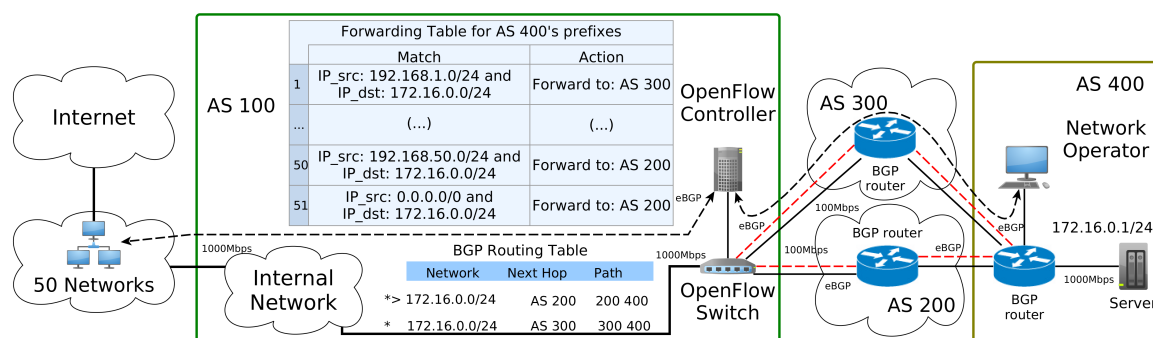 Internet
50 Networks
AS 100
Forwarding Table for AS 400's prefixes
Match
Action
1
IP_src: 192.168.1.0/24 and
IP_dst: 172.16.0.0/24
Forward to: AS 300
...
(...)
(...)
50
IP_src: 192.168.50.0/24 and
IP_dst: 172.16.0.0/24
Forward to: AS 200
51
IP_src: 0.0.0.0/0 and
IP_dst: 172.16.0.0/24
Forward to: AS 200
1000Mbps
Internal
Network
BGP Routing Table
Network Next Hop Path
*> 172.16.0.0/24 AS 200 200 400
* 172.16.0.0/24 AS 300 300 400
OpenFlow
Controller
eBGP
1000Mbps
OpenFlow
Switch
AS 300
BGP
router
eBGP
100Mbps
100Mbps
eBGP
BGP router
eBGP
AS 200
AS 400
Network
Operator
eBGP
172.16.0.1/24
BGP
router
1000Mbps
Server